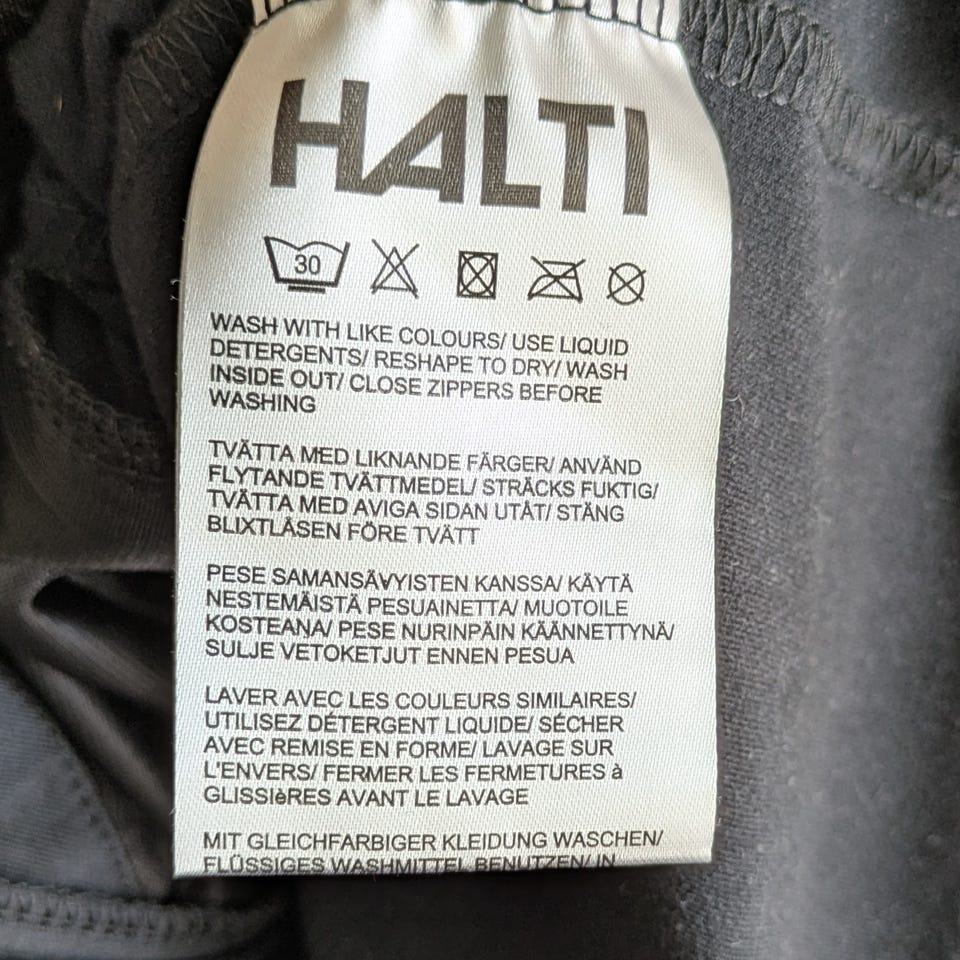 HALTI
30
WASH WITH LIKE COLOURS/ USE LIQUID
DETERGENTS/ RESHAPE TO DRY/ WASH
INSIDE OUT/ CLOSE ZIPPERS BEFORE
WASHING
TVÄTTA MED LIKNANDE FÄRGER/ ANVÄND
FLYTANDE TVÄTTMEDEL/ STRÄCKS FUKTIG/
TVÄTTA MED AVIGA SIDAN UTÅT/ STÄNG
BLIXTLÅSEN FÖRE TVÄTT
PESE SAMANSÄVYISTEN KANSSA/ KÄYTÄ
NESTEMÄISTÄ PESUAINETTA/ MUOTOILE
KOSTEANA/ PESE NURINPÄIN KÄÄNNETTYNÄ/
SULJE VETOKETJUT ENNEN PESUA
LAVER AVEC LES COULEURS SIMILAIRES/
UTILISEZ DÉTERGENT LIQUIDE/ SÉCHER
AVEC REMISE EN FORME/ LAVAGE SUR
L'ENVERS/ FERMER LES FERMETURES à
GLISSIèRES AVANT LE LAVAGE
MIT GLEICHFARBIGER KLEIDUNG WASCHEN/
FLÜSSIGES WASHMITTEL BENUTZEN/ IN